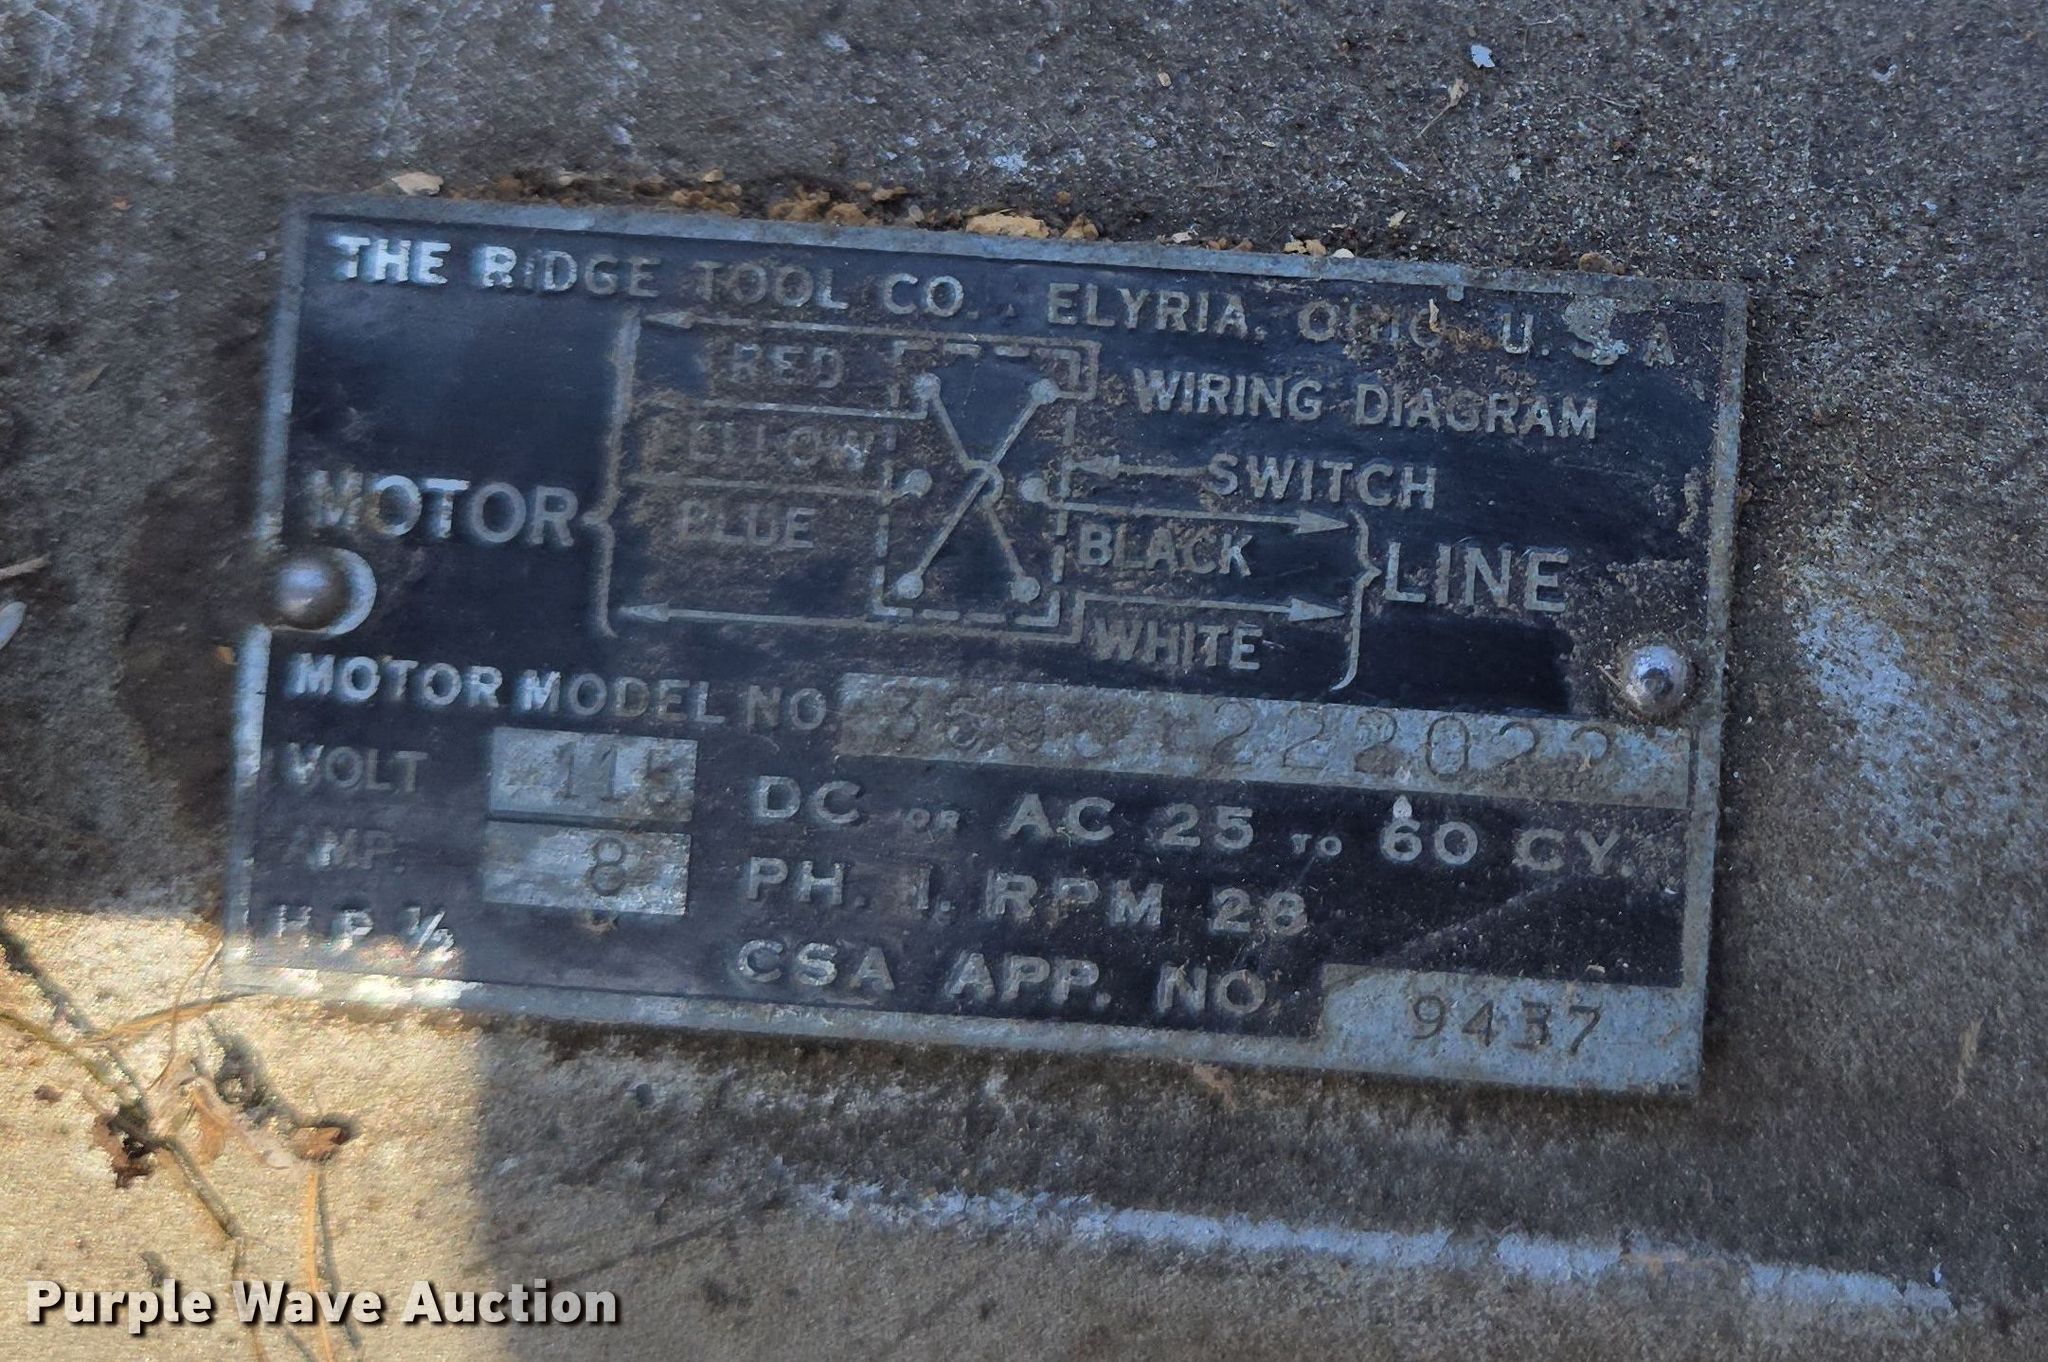 THE RIDGE TOOL CO. ELYRIA, OHIO U.S.A
RED
WIRING DIAGRAM
YELLOW
SWITCH
MOTOR
BLUE
BLACK
LINE
WHITE
MOTOR MODEL NO
VOLT 115 DC OR AC 25 TO 60 CY.
AMP. 8 PH. 1. RPM 28
H.P. 1/2 CSA APP. NO. 9437
Purple Wave Auction